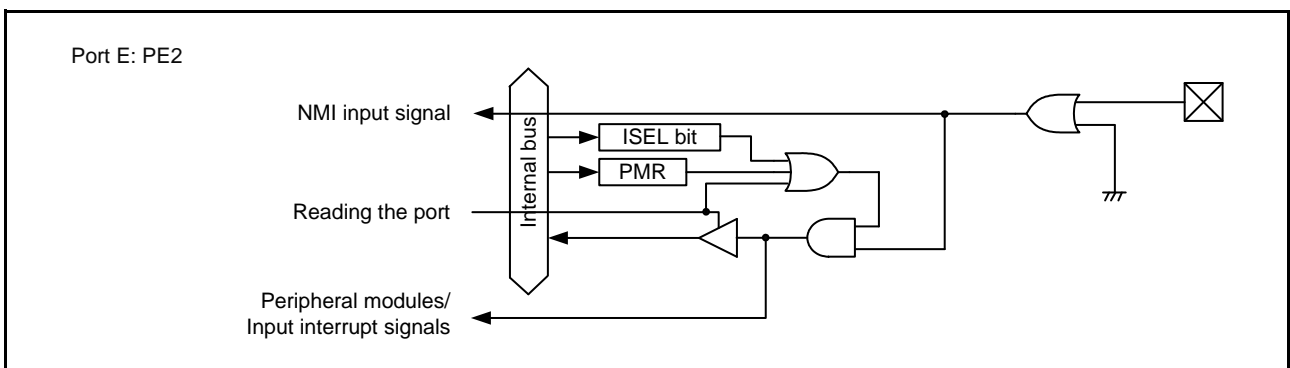 Port E: PE2
NMI input signal
Internal bus
ISEL bit
PMR
Reading the port
Peripheral modules/
Input interrupt signals